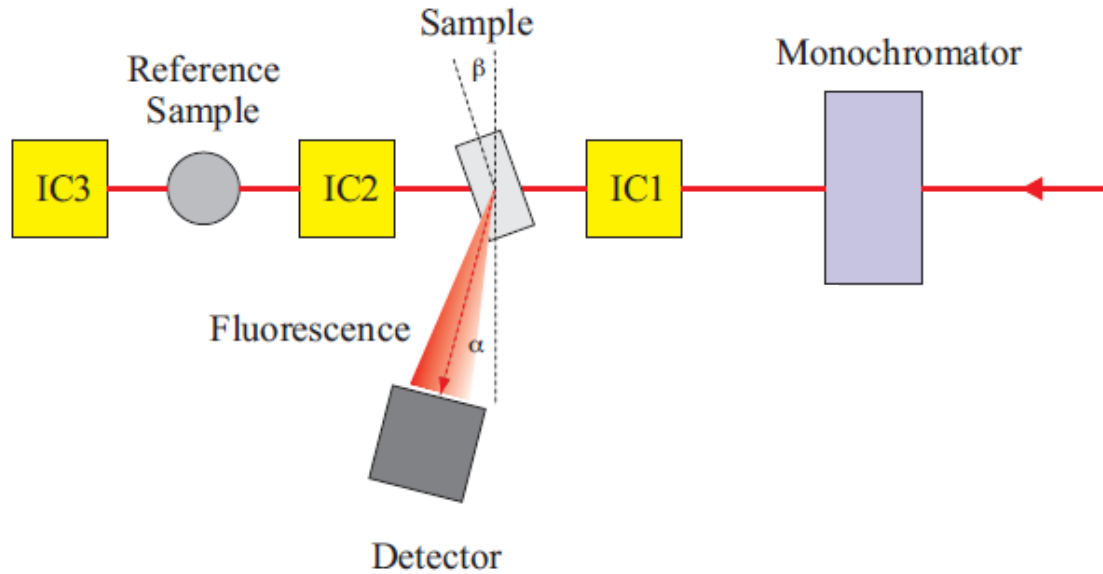 Sample
β
Monochromator
Reference
Sample
IC3
IC2
IC1
Fluorescence
α
Detector